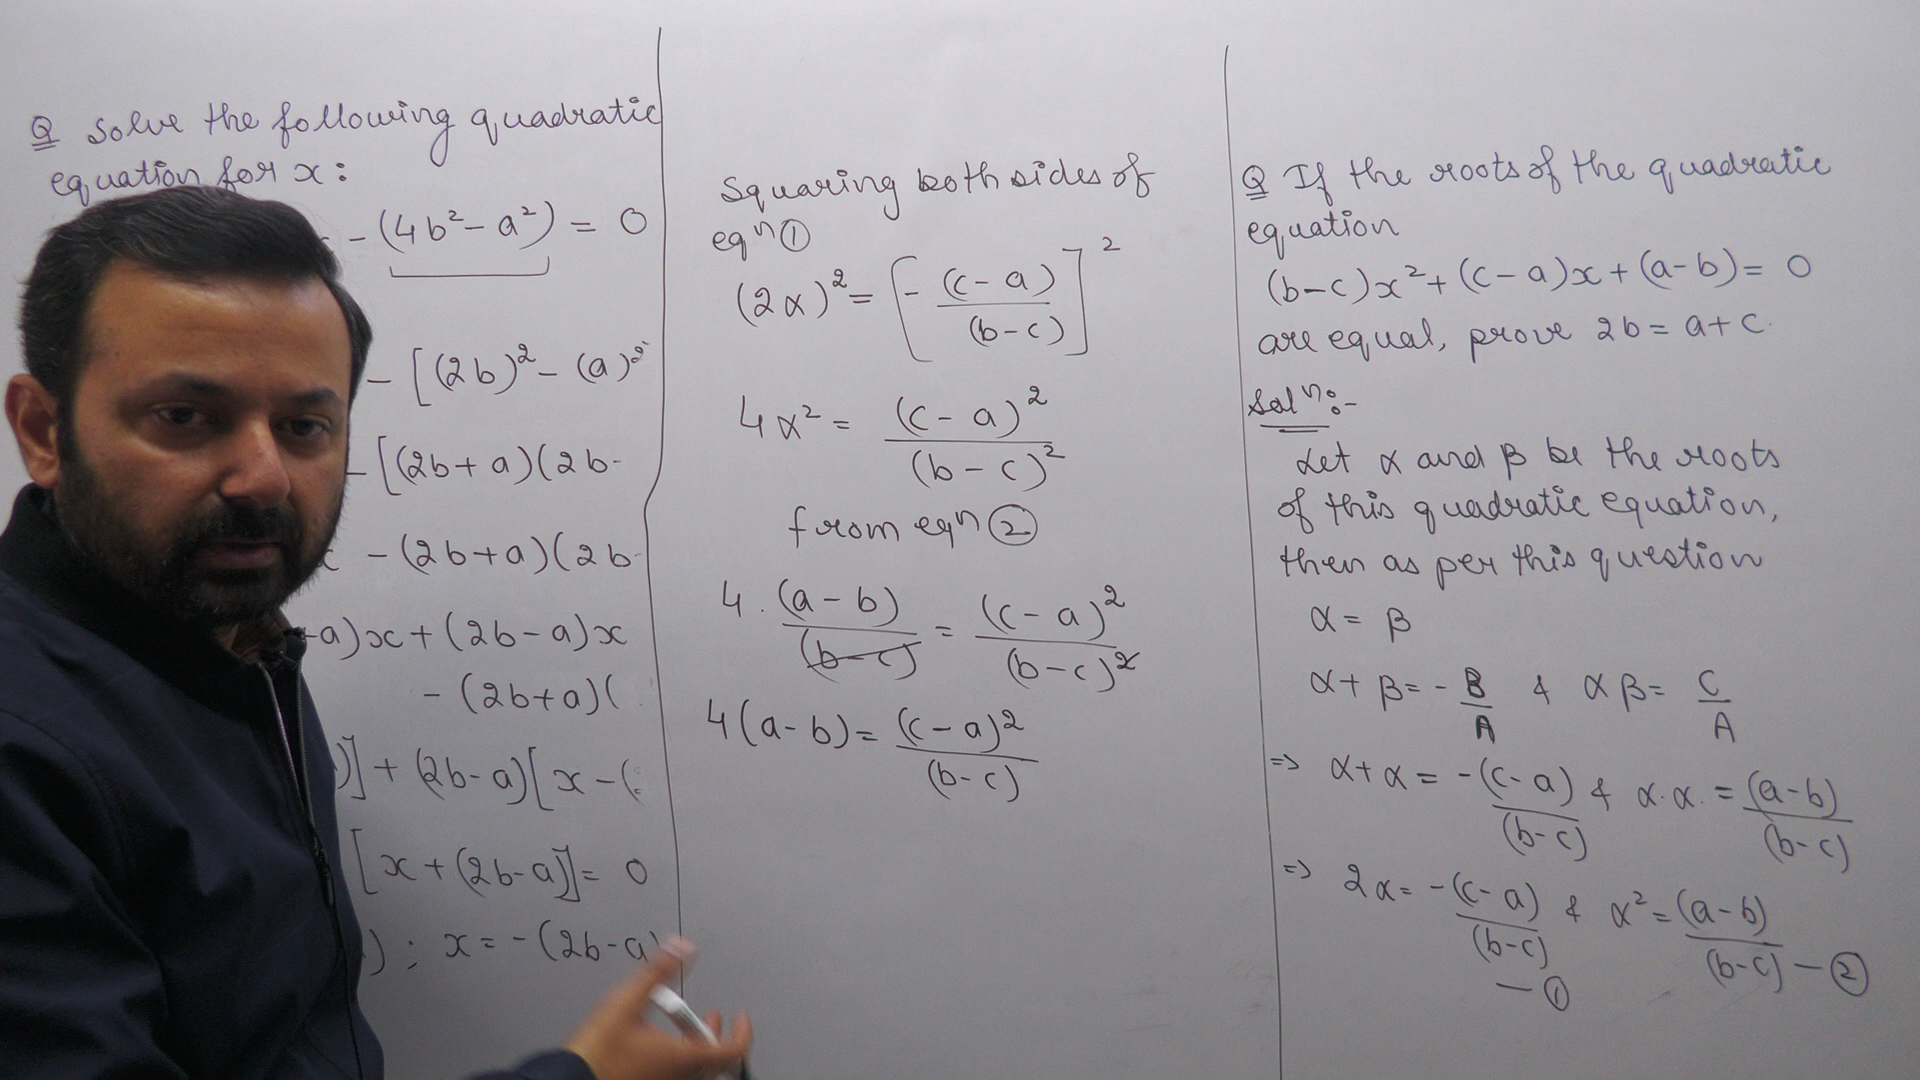 Q Solve the following quadratic
equation for x:
- (4b² - a²) = 0
- [(2b)² - (a)²
- [(2b + a)(2b -
- (2b + a)(2b -
-a)x + (2b - a)x
- (2b + a)(
)] + (2b - a)[x - (
[x + (2b - a)] = 0
) ; x = - (2b - a)
Squaring both sides of
eqⁿ ①
(2α)² = [- (c - a)/(b - c)]²
4α² = (c - a)²/(b - c)²
from eqⁿ ②
4 . (a - b)/(b - c) = (c - a)²/(b - c)²
4(a - b) = (c - a)²/(b - c)
Q If the roots of the quadratic
equation
(b - c)x² + (c - a)x + (a - b) = 0
are equal, prove 2b = a + c.
Solⁿ:-
Let α and β be the roots
of this quadratic equation,
then as per this question
α = β
α + β = - B/A & αβ = C/A
=> α + α = - (c - a)/(b - c) & α.α. = (a - b)/(b - c)
=> 2α = - (c - a)/(b - c) - ① & α² = (a - b)/(b - c) - ②